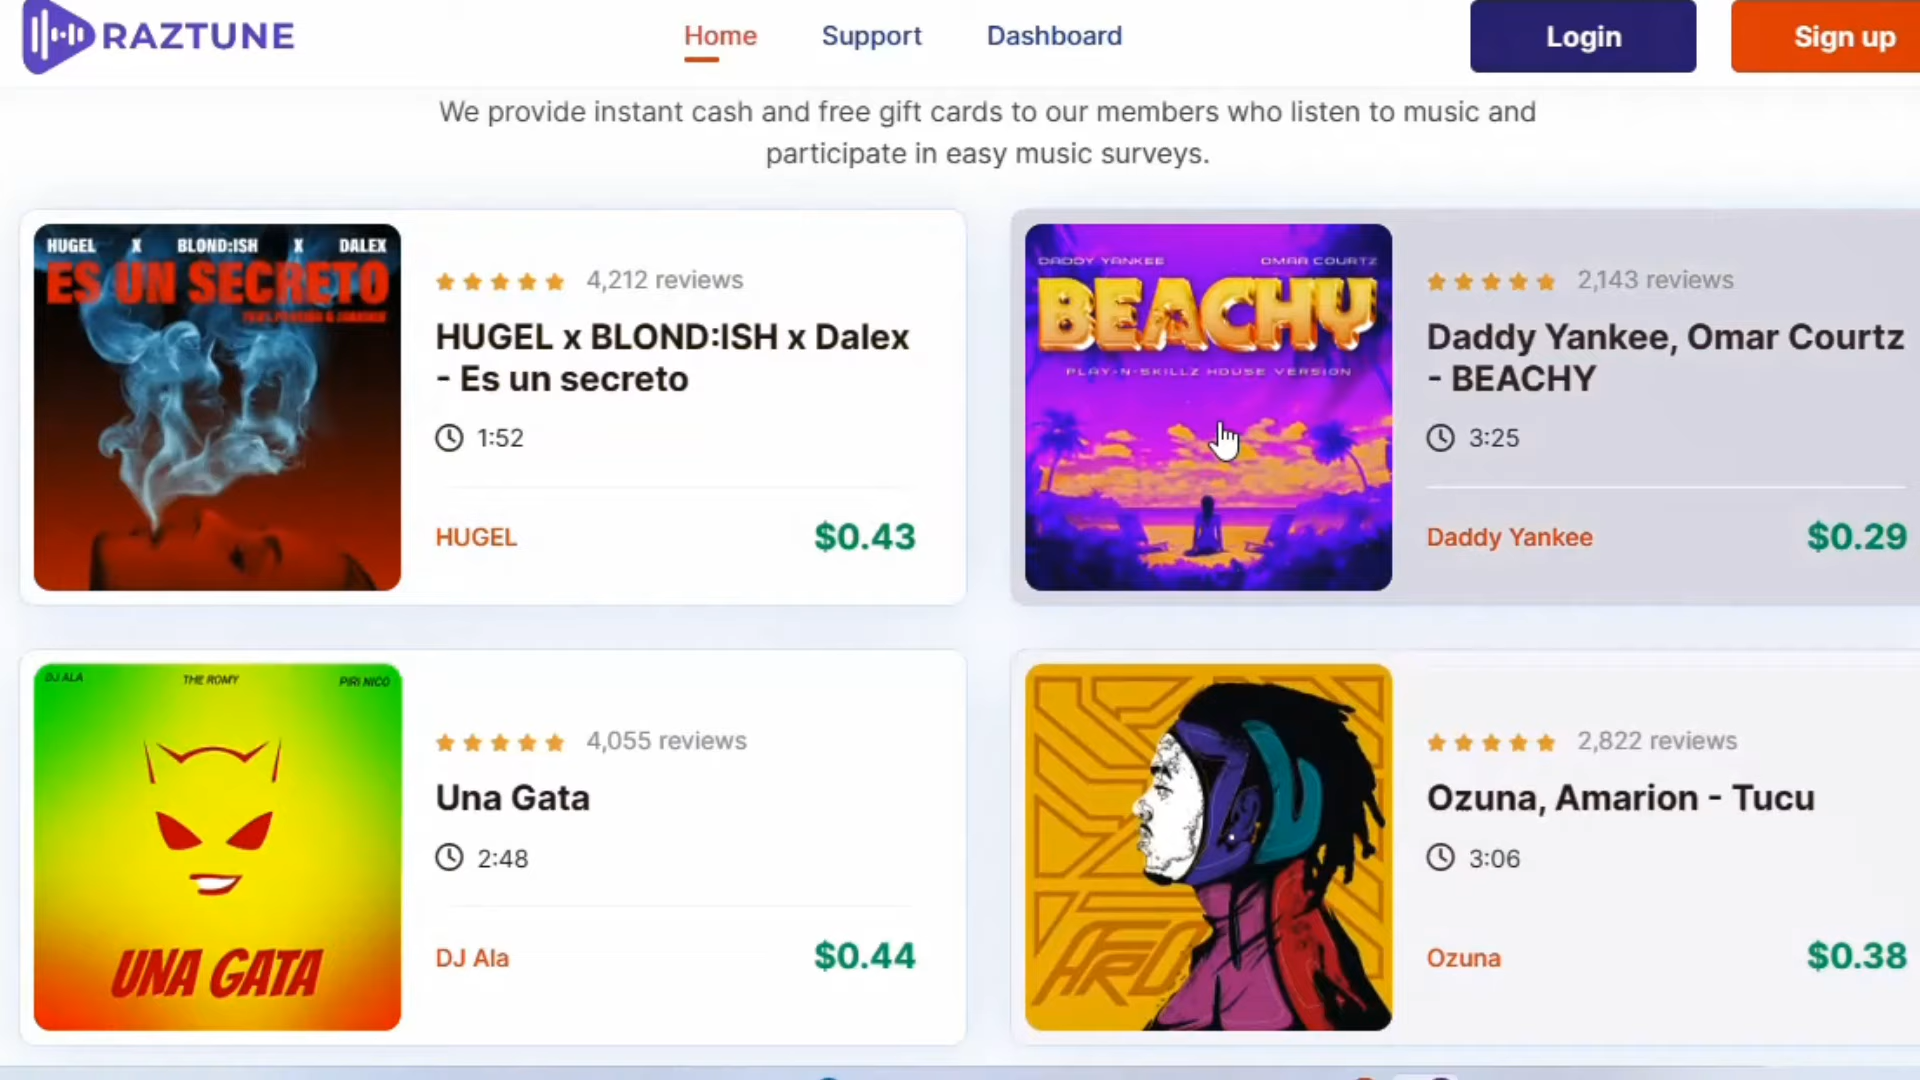 RAZTUNE
Home
Support
Dashboard
Login
Sign up
We provide instant cash and free gift cards to our members who listen to music and
participate in easy music surveys.
HUGEL X BLOND:ISH X DALEX
ES UN SECRETO
4,212 reviews
HUGEL x BLOND:ISH x Dalex
- Es un secreto
1:52
HUGEL
$0.43
DADDY YANKEE OMAR COURTZ
BEACHY
PLAY-N-SKILLZ HOUSE VERSION
2,143 reviews
Daddy Yankee, Omar Courtz
- BEACHY
3:25
Daddy Yankee
$0.29
DJ ALA THE ROMY PIRI NICO
UNA GATA
4,055 reviews
Una Gata
2:48
DJ Ala
$0.44
AFRO
2,822 reviews
Ozuna, Amarion - Tucu
3:06
Ozuna
$0.38